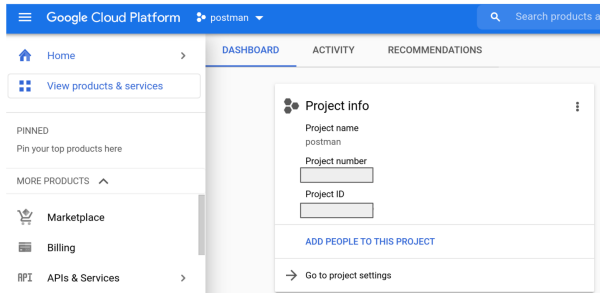 Google Cloud Platform postman
Search products a
Home
View products & services
PINNED
Pin your top products here
MORE PRODUCTS
Marketplace
Billing
API APIs & Services
DASHBOARD ACTIVITY RECOMMENDATIONS
Project info
Project name
postman
Project number
Project ID
ADD PEOPLE TO THIS PROJECT
Go to project settings